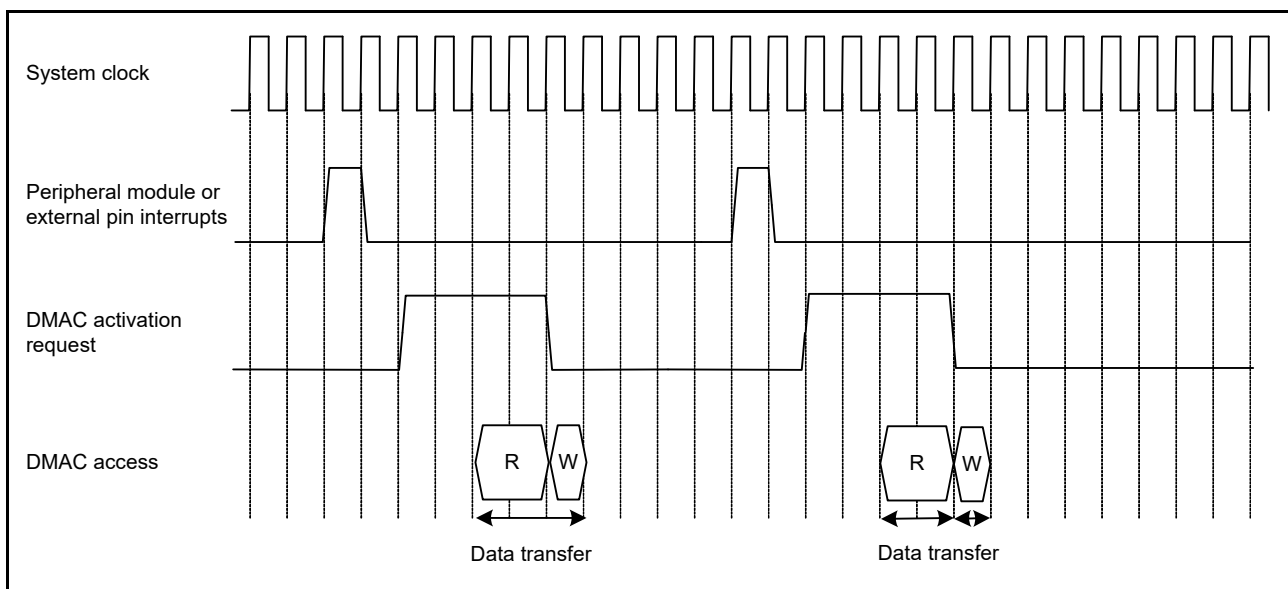 System clock
Peripheral module or
external pin interrupts
DMAC activation
request
DMAC access
R
W
R
W
Data transfer
Data transfer